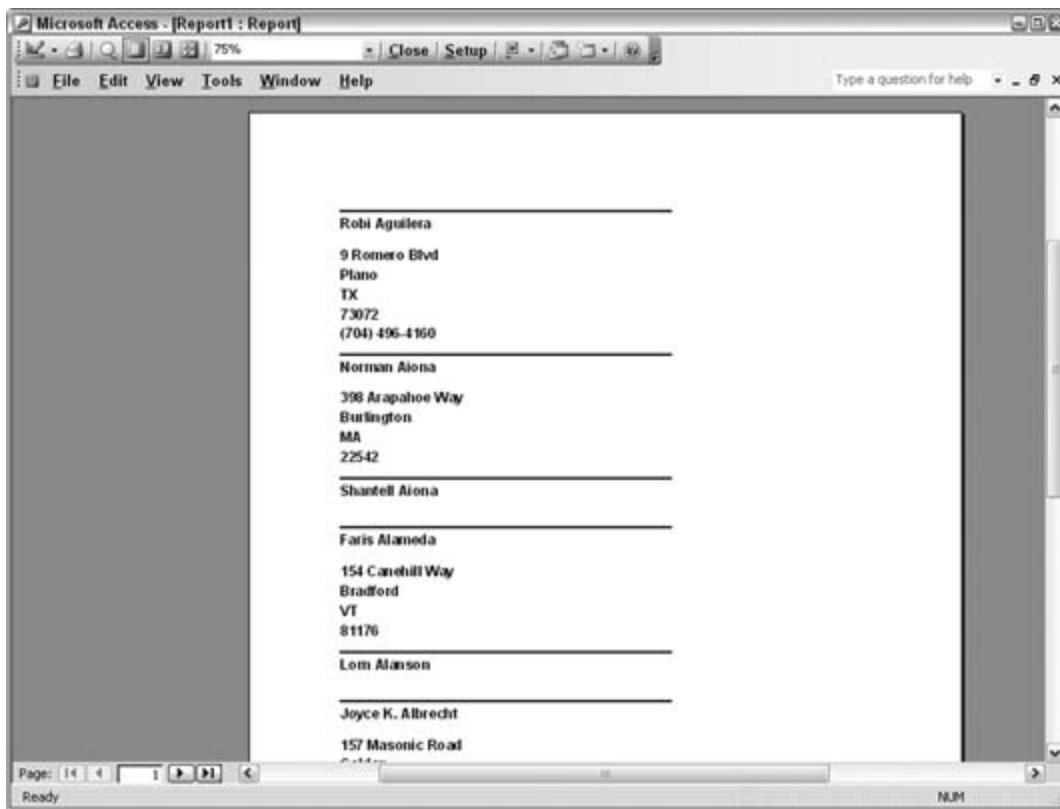 Microsoft Access - [Report1 : Report]
75% Close Setup
File Edit View Tools Window Help Type a question for help
Robi Aguilera
9 Romero Blvd
Plano
TX
73072
(704) 496-4160
Norman Aiona
398 Arapahoe Way
Burlington
MA
22542
Shantell Aiona
Faris Alameda
154 Canehill Way
Bradford
VT
81176
Lorn Alanson
Joyce K. Albrecht
157 Masonic Road
Page: 1
Ready NUM